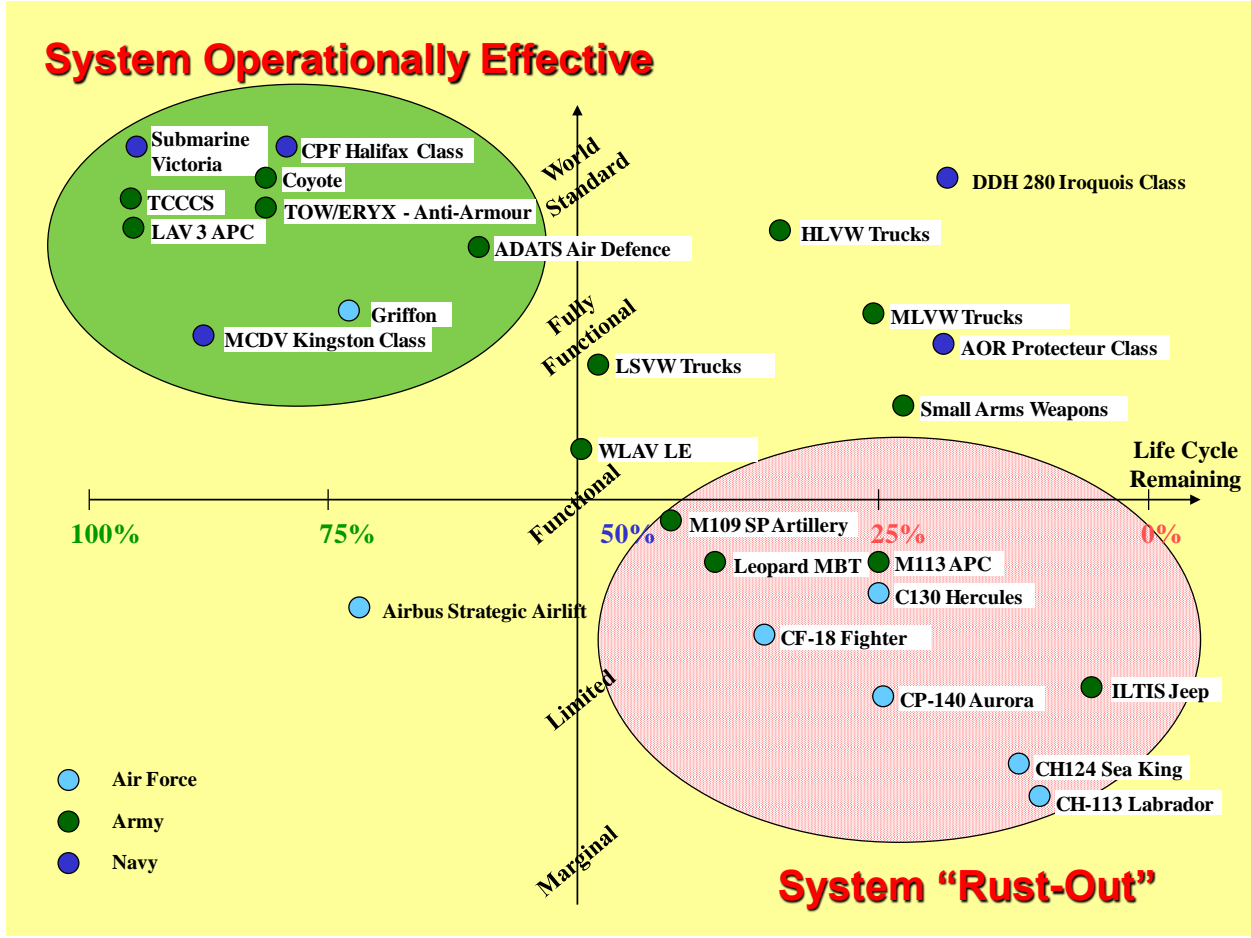 System Operationally Effective
Submarine
Victoria
CPF Halifax Class
Coyote
TCCCS
TOW/ERYX - Anti-Armour
LAV 3 APC
ADATS Air Defence
Griffon
MCDV Kingston Class
World
Standard
DDH 280 Iroquois Class
HLVW Trucks
Fully
Functional
MLVW Trucks
AOR Protecteur Class
LSVW Trucks
Small Arms Weapons
WLAV LE
Life Cycle
Remaining
Functional
100%
75%
50%
25%
0%
M109 SP Artillery
Leopard MBT
M113 APC
C130 Hercules
Airbus Strategic Airlift
CF-18 Fighter
Limited
CP-140 Aurora
ILTIS Jeep
CH124 Sea King
CH-113 Labrador
Marginal
Air Force
Army
Navy
System “Rust-Out”